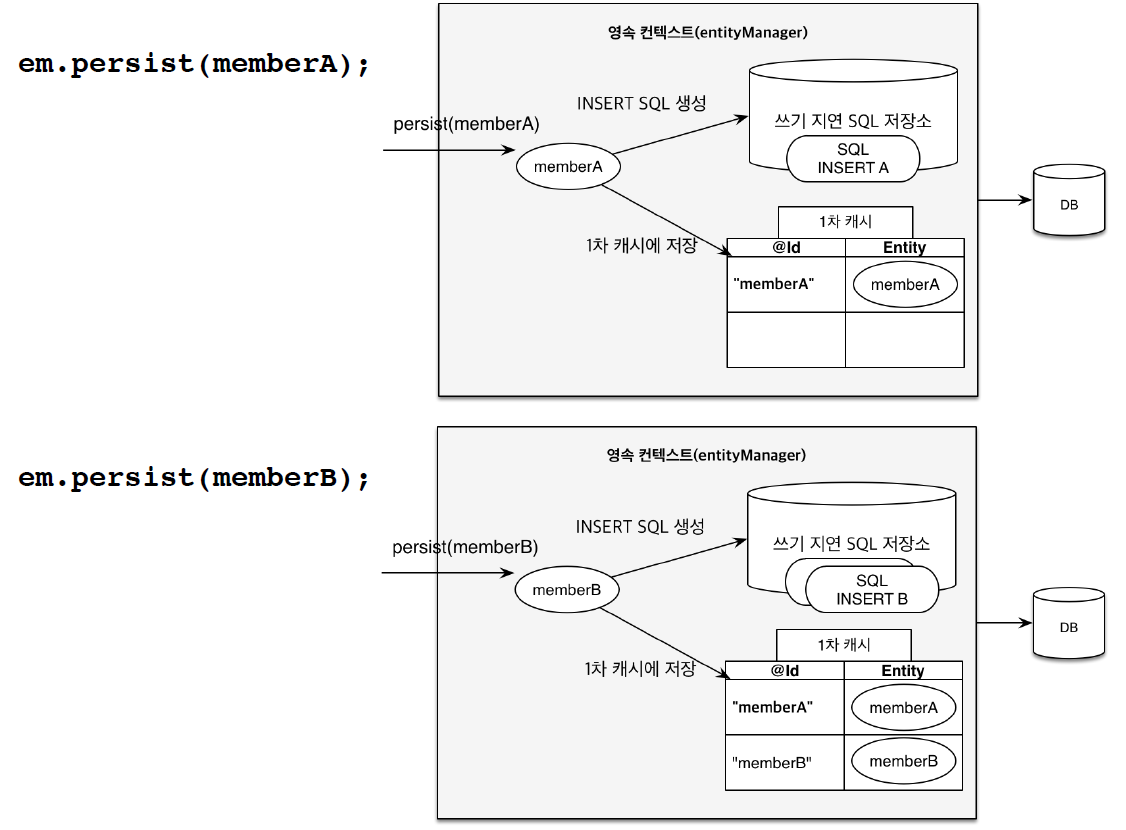 영속 컨텍스트(entityManager)
em.persist(memberA);
INSERT SQL 생성
persist(memberA)
쓰기 지연 SQL 저장소
SQL
INSERT A
memberA
DB
1차 캐시
1차 캐시에 저장
@Id Entity
"memberA" memberA
영속 컨텍스트(entityManager)
em.persist(memberB);
INSERT SQL 생성
persist(memberB)
쓰기 지연 SQL 저장소
SQL
INSERT B
memberB
DB
1차 캐시
1차 캐시에 저장
@Id Entity
"memberA" memberA
"memberB" memberB